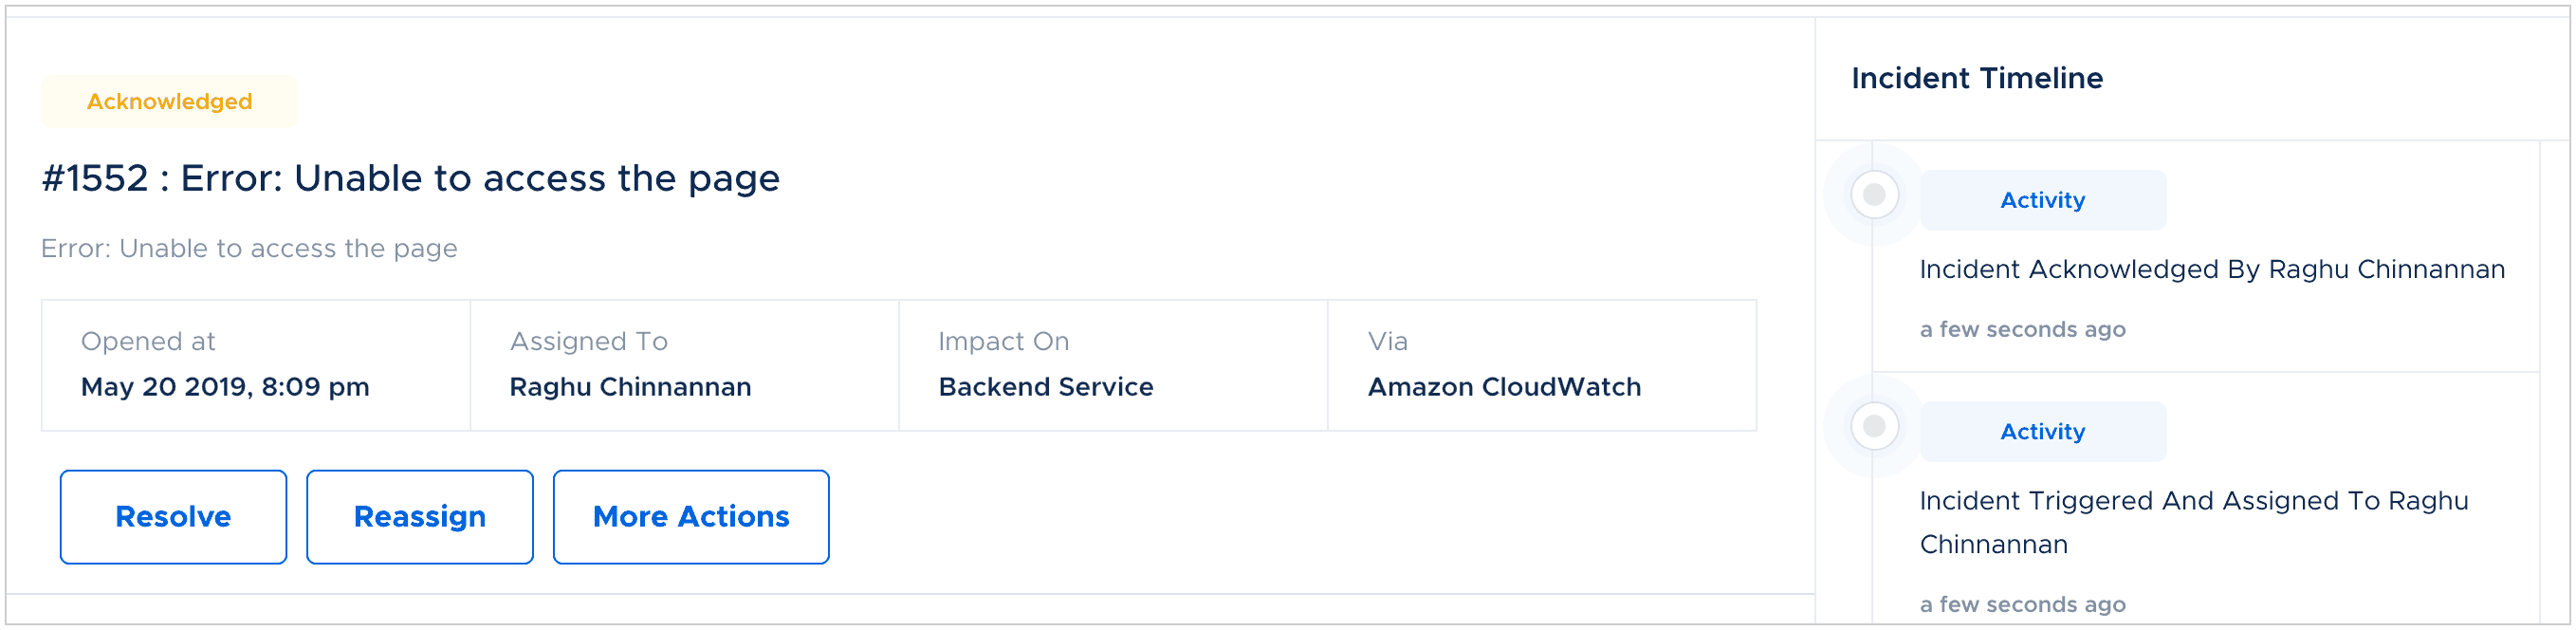 Acknowledged
#1552 : Error: Unable to access the page
Error: Unable to access the page
Opened at
May 20 2019, 8:09 pm
Assigned To
Raghu Chinnannan
Impact On
Backend Service
Via
Amazon CloudWatch
Resolve
Reassign
More Actions
Incident Timeline
Activity
Incident Acknowledged By Raghu Chinnannan
a few seconds ago
Activity
Incident Triggered And Assigned To Raghu
Chinnannan
a few seconds ago